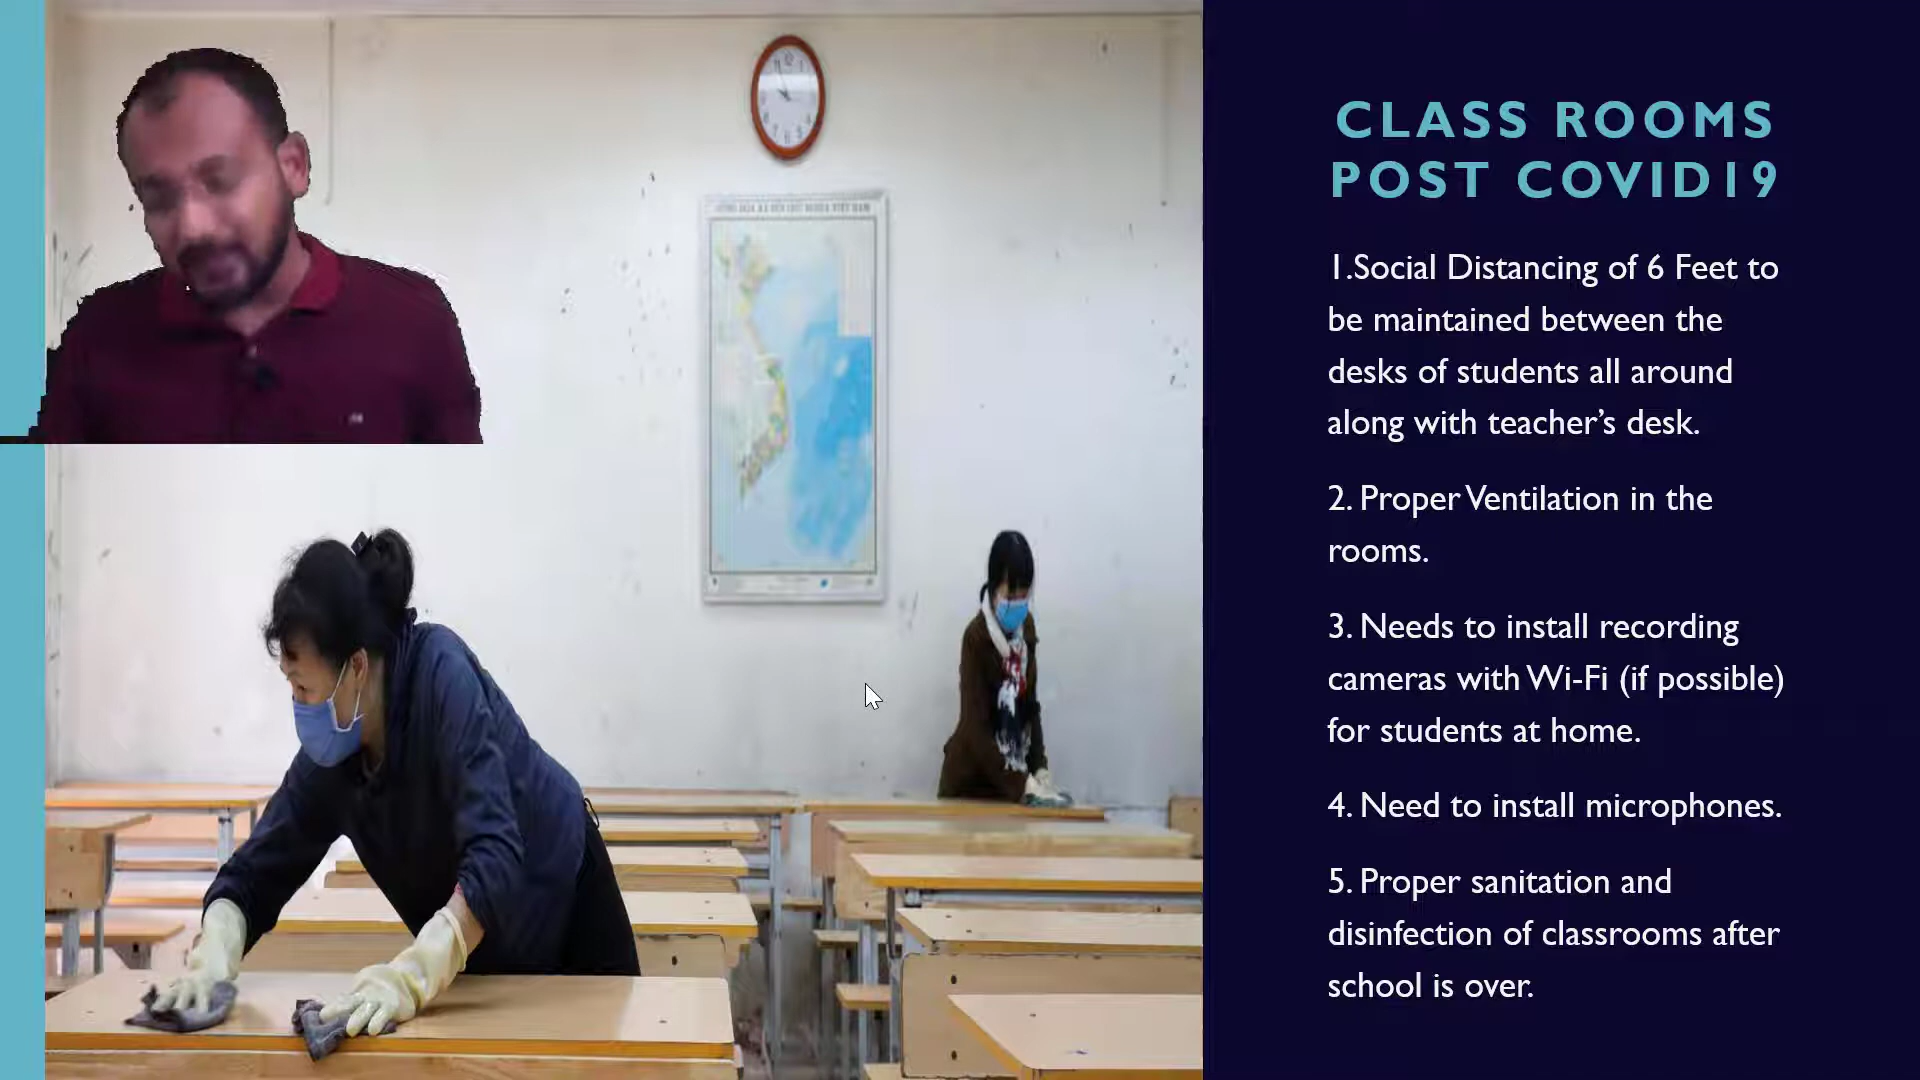 CLASS ROOMS
POST COVID19
1.Social Distancing of 6 Feet to
be maintained between the
desks of students all around
along with teacher’s desk.
2. Proper Ventilation in the
rooms.
3. Needs to install recording
cameras with Wi-Fi (if possible)
for students at home.
4. Need to install microphones.
5. Proper sanitation and
disinfection of classrooms after
school is over.